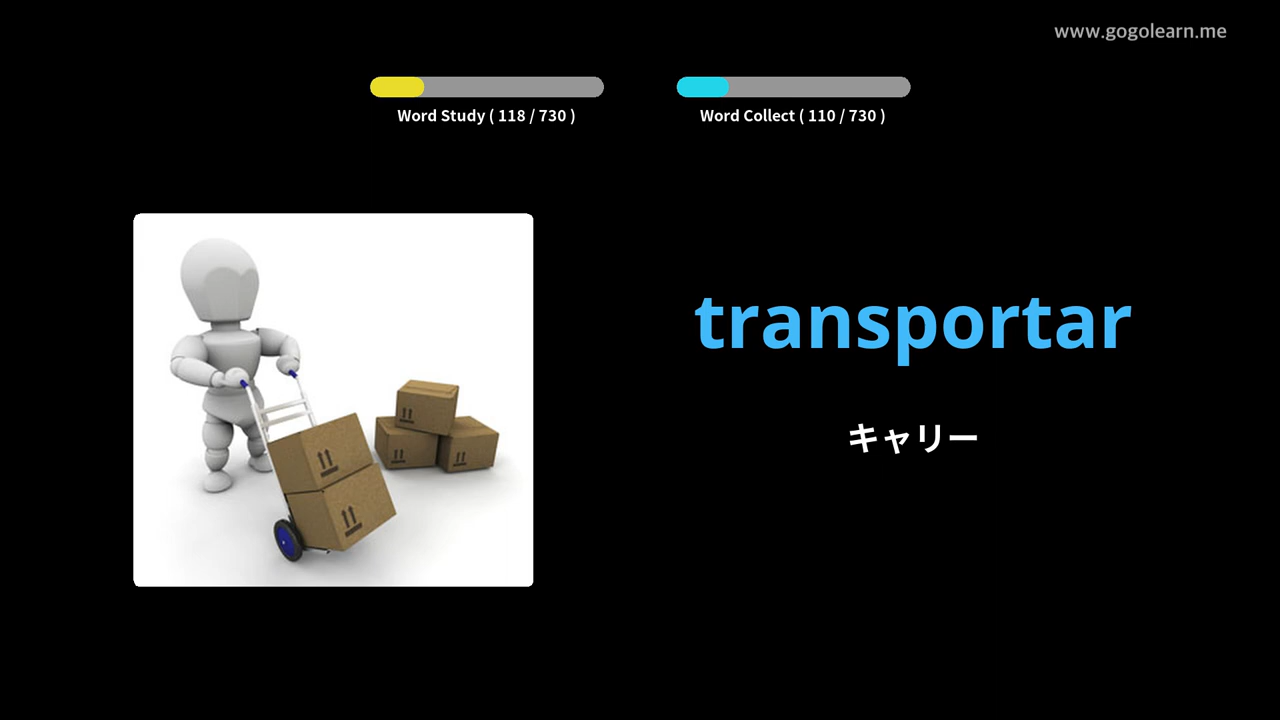 www.gogolearn.me
Word Study ( 118 / 730 )
Word Collect ( 110 / 730 )
transportar
キャリー